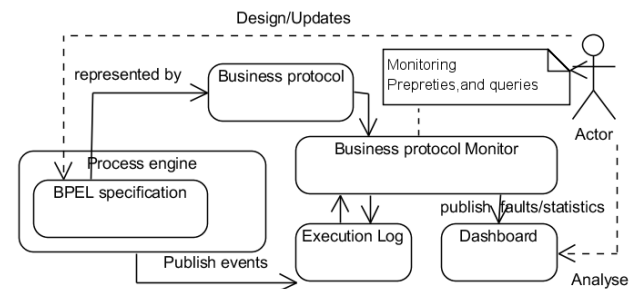 Design/Updates
represented by
Business protocol
Monitoring
Prepreties,and queries
Actor
Process engine
Business protocol Monitor
BPEL specification
publish faults/statistics
Execution Log
Dashboard
Publish events
Analyse